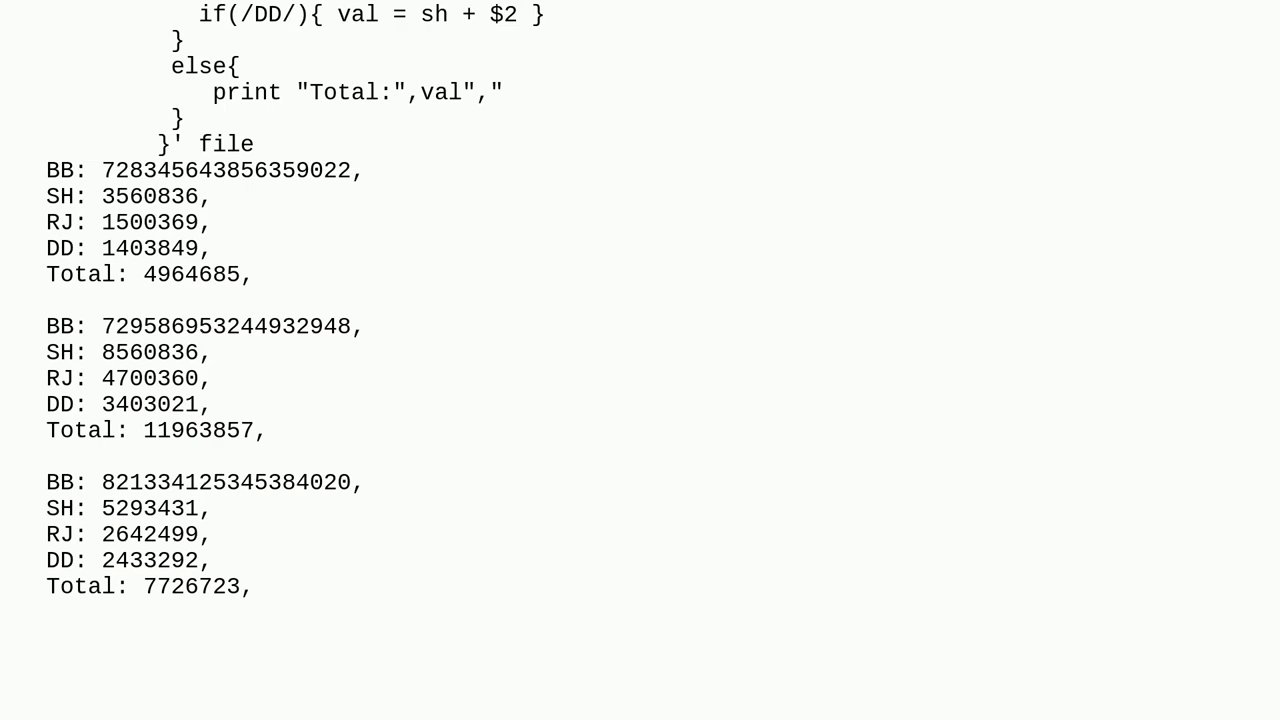 if(/DD/){ val = sh + $2 }
}
else{
print "Total:",val","
}
}' file
BB: 728345643856359022,
SH: 3560836,
RJ: 1500369,
DD: 1403849,
Total: 4964685,
BB: 729586953244932948,
SH: 8560836,
RJ: 4700360,
DD: 3403021,
Total: 11963857,
BB: 821334125345384020,
SH: 5293431,
RJ: 2642499,
DD: 2433292,
Total: 7726723,